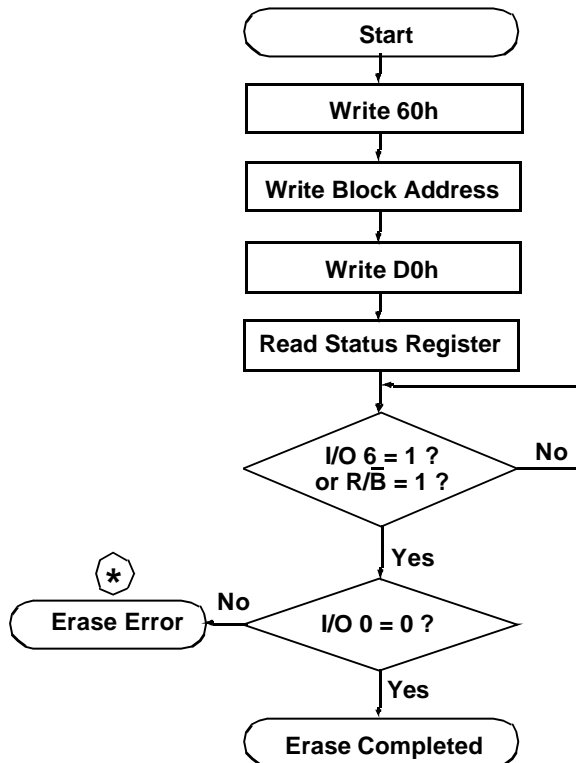 Start
Write 60h
Write Block Address
Write D0h
Read Status Register
I/O 6 = 1 ?
or R/B̅ = 1 ?
No
Yes
*
No
Erase Error
I/O 0 = 0 ?
Yes
Erase Completed